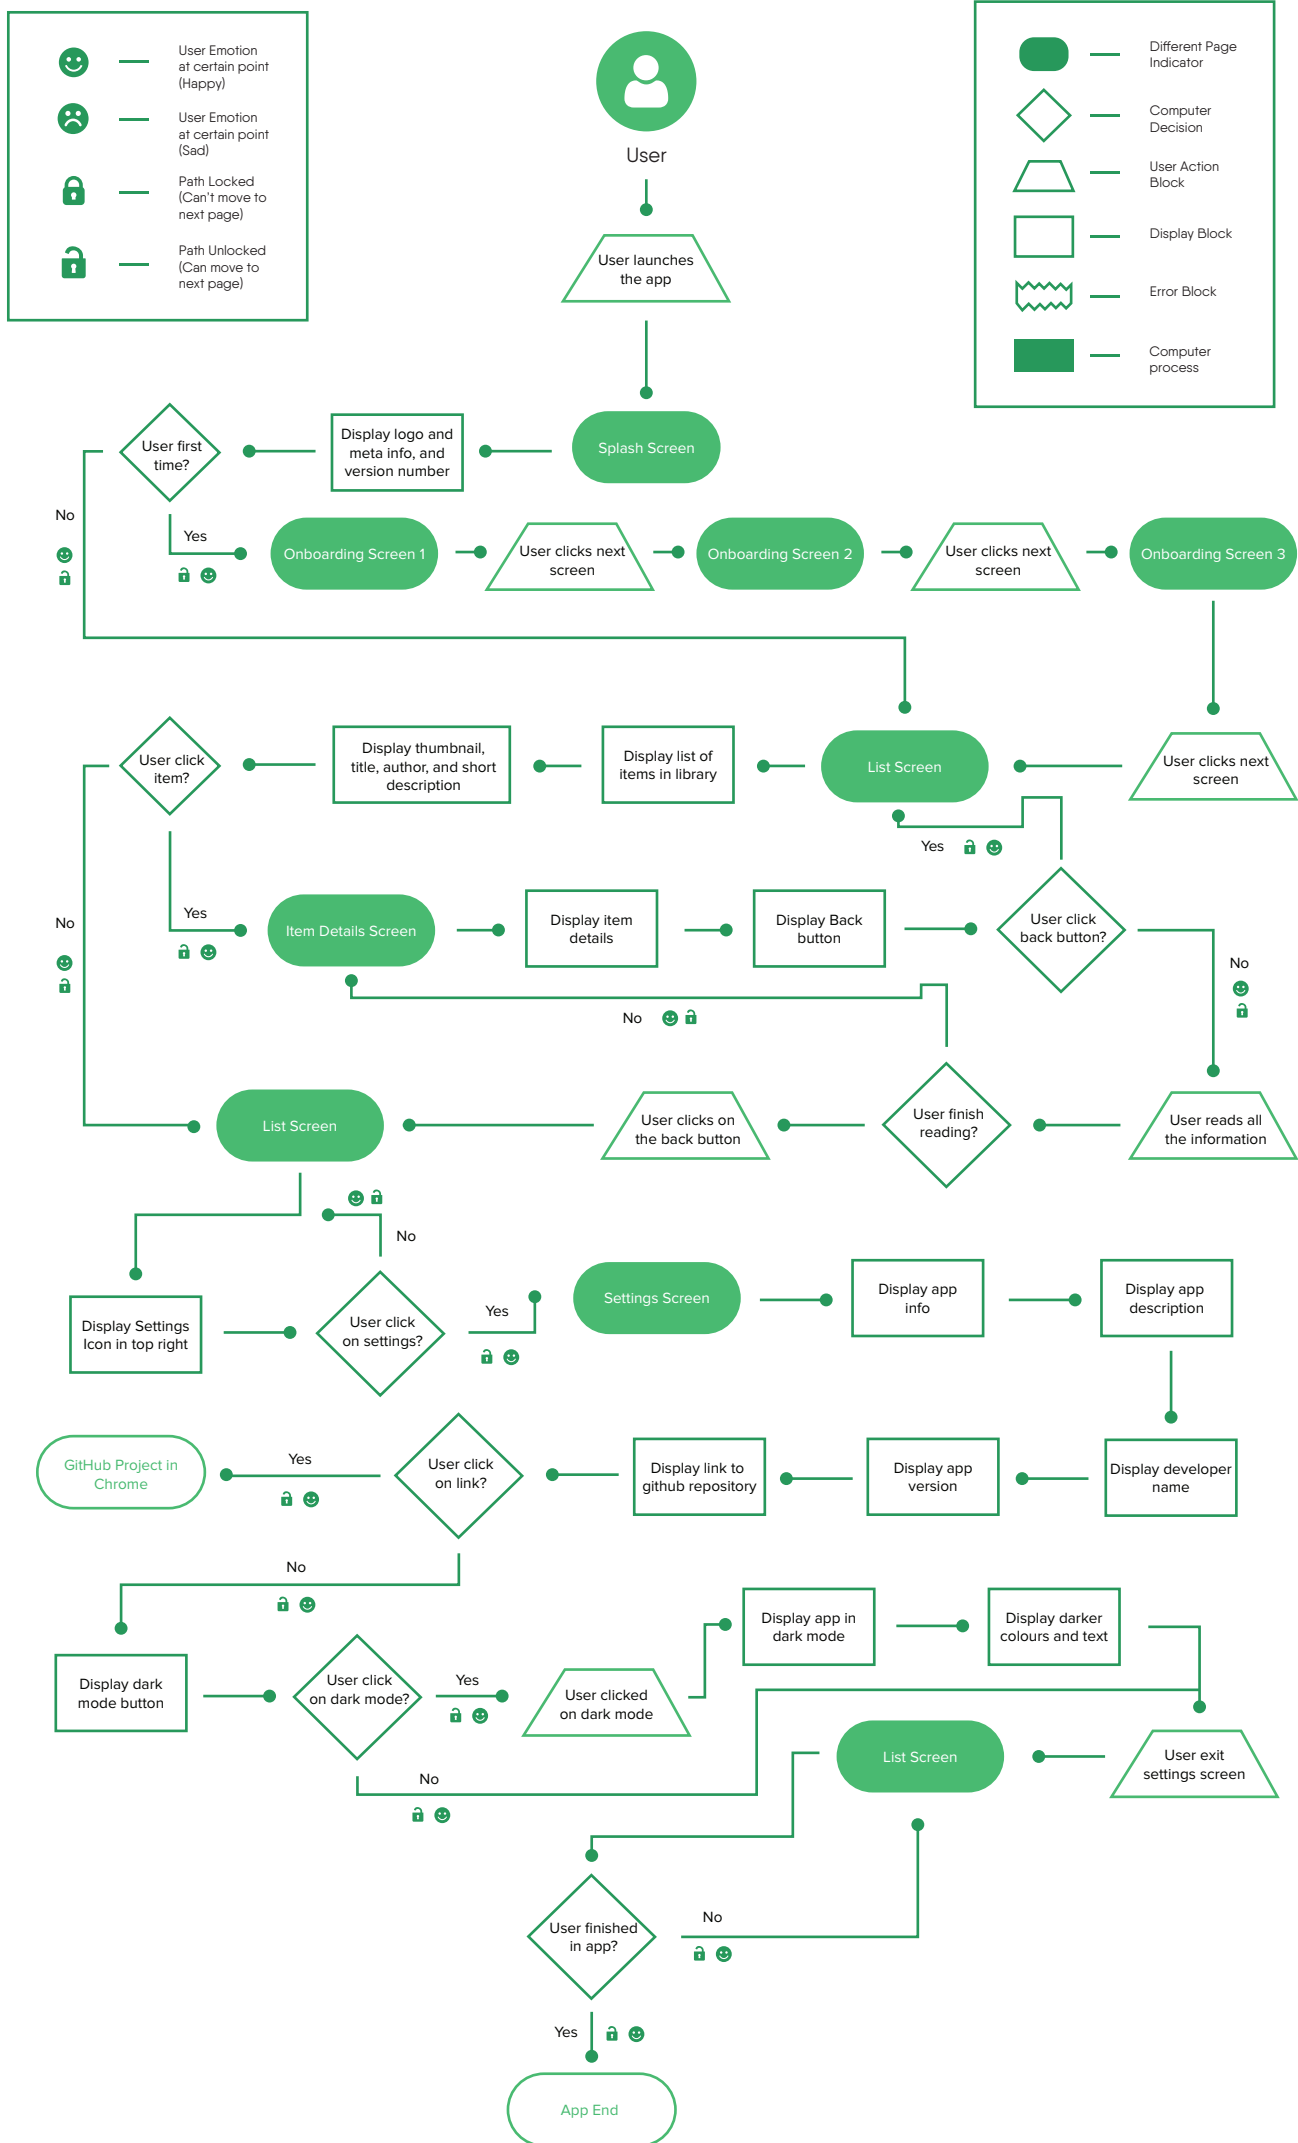 User Emotion
at certain point
(Happy)
User Emotion
at certain point
(Sad)
Path Locked
(Can't move to
next page)
Path Unlocked
(Can move to
next page)
User
Different Page
Indicator
Computer
Decision
User Action
Block
Display Block
Error Block
Computer
process
User launches
the app
Splash Screen
Display logo and
meta info, and
version number
User first
time?
No
Yes
Onboarding Screen 1
User clicks next
screen
Onboarding Screen 2
User clicks next
screen
Onboarding Screen 3
User clicks next
screen
List Screen
Display list of
items in library
Display thumbnail,
title, author, and short
description
User click
item?
Yes
No
Yes
Item Details Screen
Display item
details
Display Back
button
User click
back button?
No
No
User reads all
the information
User finish
reading?
User clicks on
the back button
List Screen
No
Display Settings
Icon in top right
User click
on settings?
Yes
Settings Screen
Display app
info
Display app
description
Display developer
name
Display app
version
Display link to
github repository
User click
on link?
Yes
GitHub Project in
Chrome
No
Display dark
mode button
User click
on dark mode?
Yes
User clicked
on dark mode
Display app in
dark mode
Display darker
colours and text
No
User exit
settings screen
List Screen
User finished
in app?
No
Yes
App End